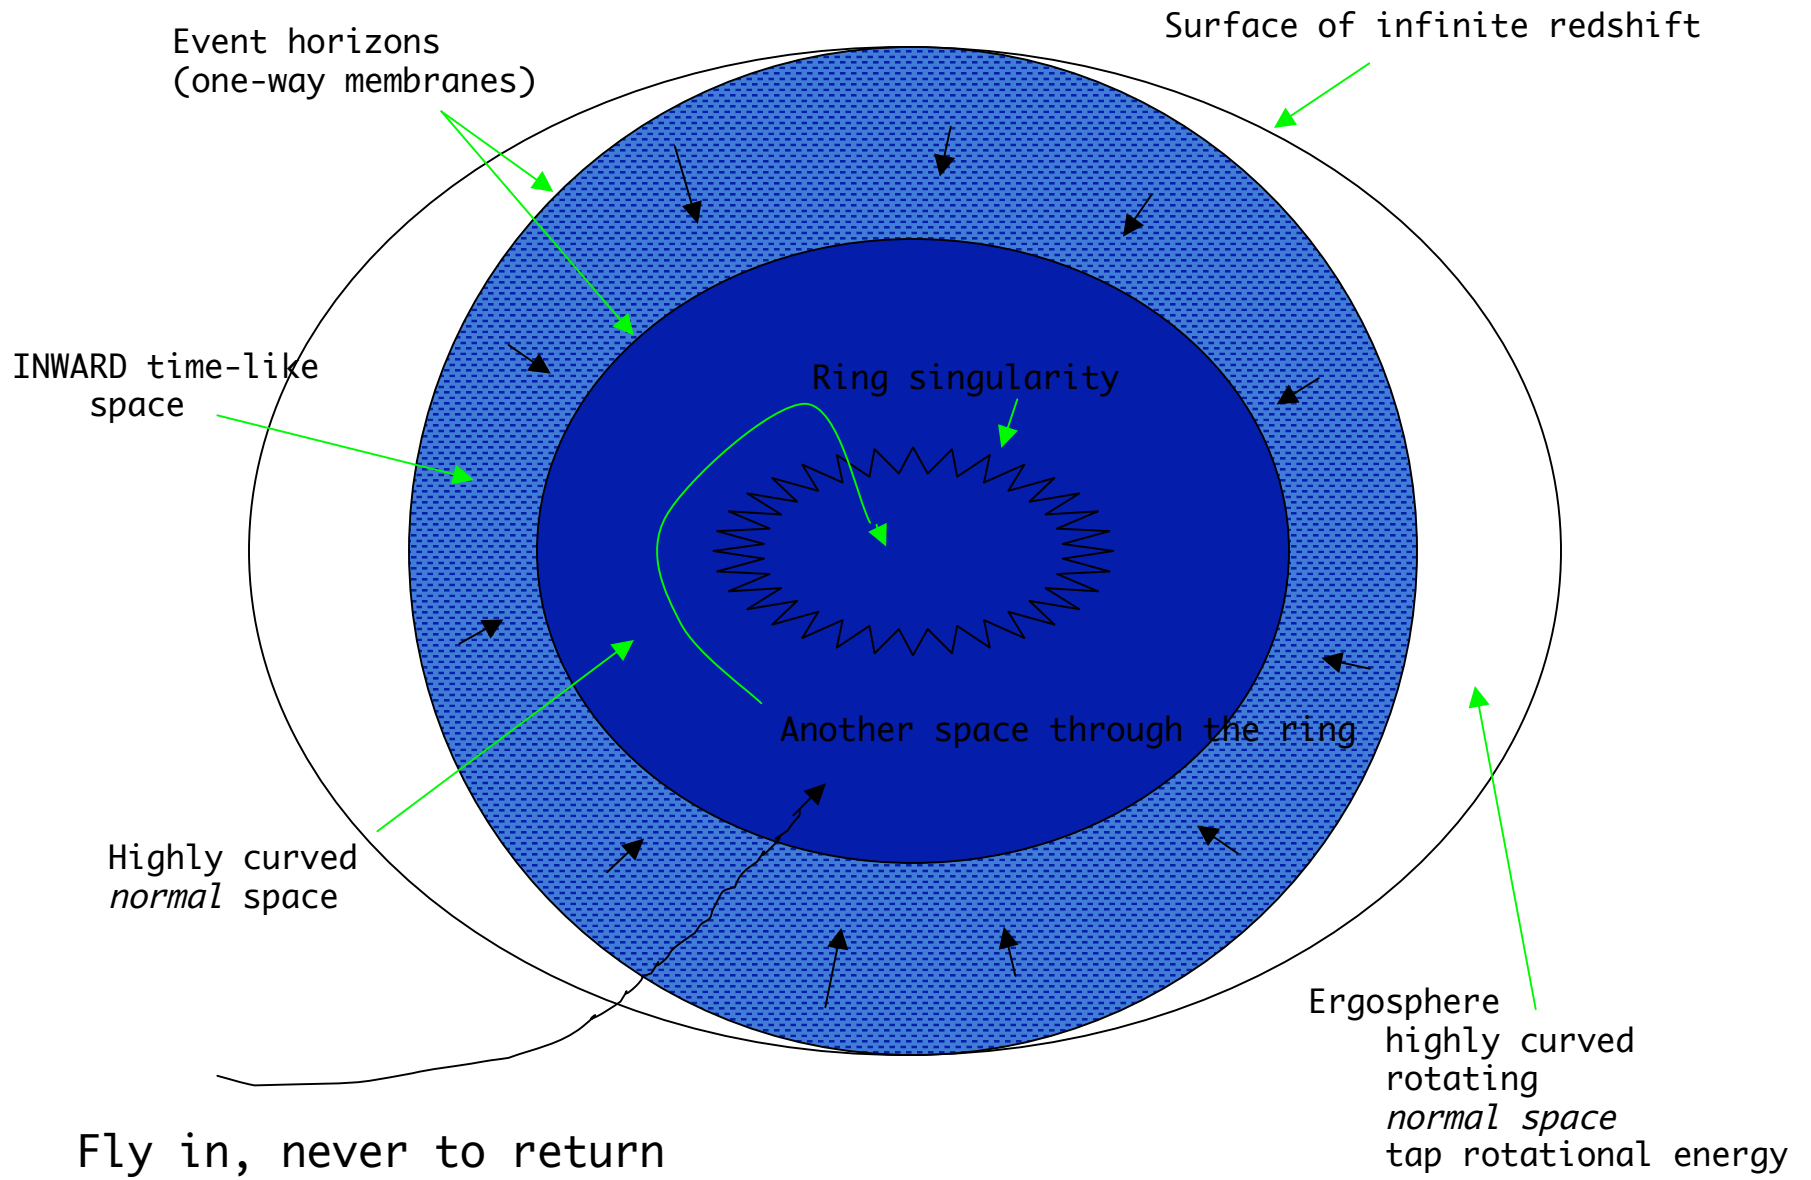 Surface of infinite redshift
Event horizons
(one-way membranes)
INWARD time-like
space
Ring singularity
Another space through the ring
Highly curved
normal space
Ergosphere
highly curved
rotating
normal space
tap rotational energy
Fly in, never to return